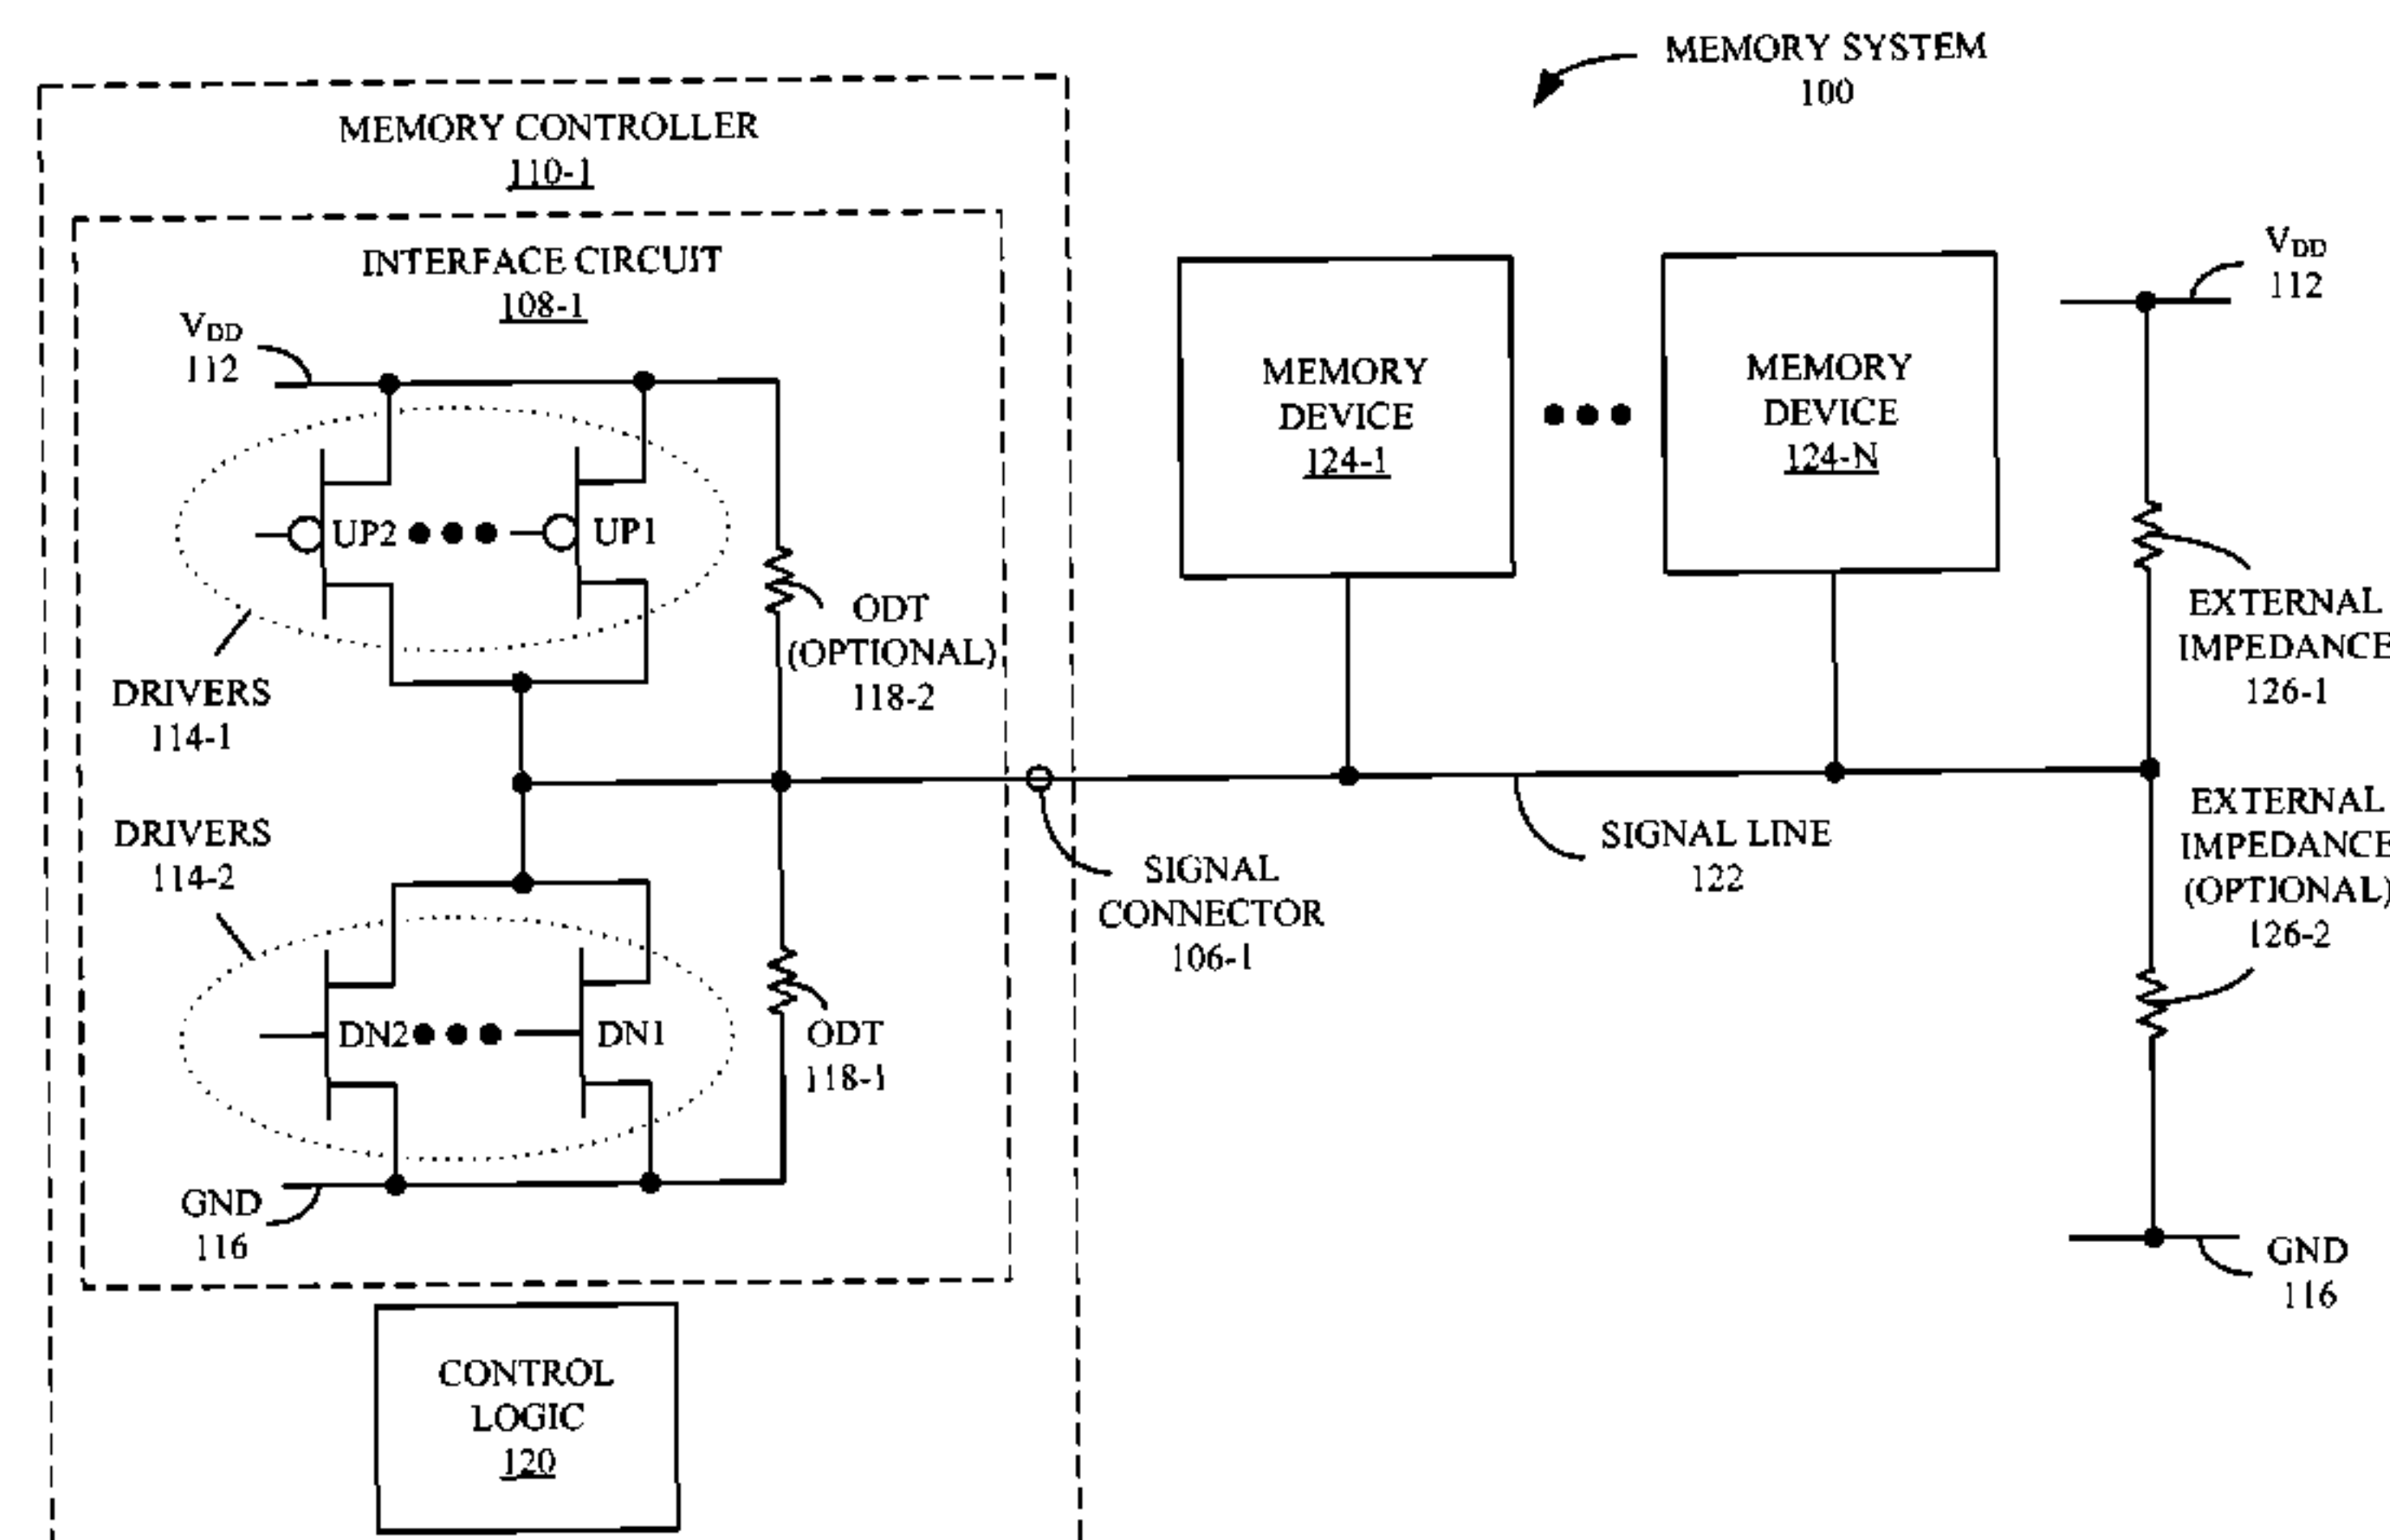 MEMORY SYSTEM
100
MEMORY CONTROLLER
110-1
INTERFACE CIRCUIT
108-1
VDD
112
UP2
UP1
ODT
(OPTIONAL)
118-2
DRIVERS
114-1
DRIVERS
114-2
DN2
DN1
ODT
118-1
GND
116
CONTROL
LOGIC
120
MEMORY
DEVICE
124-1
MEMORY
DEVICE
124-N
SIGNAL
CONNECTOR
106-1
SIGNAL LINE
122
VDD
112
EXTERNAL
IMPEDANCE
126-1
EXTERNAL
IMPEDANCE
(OPTIONAL)
126-2
GND
116